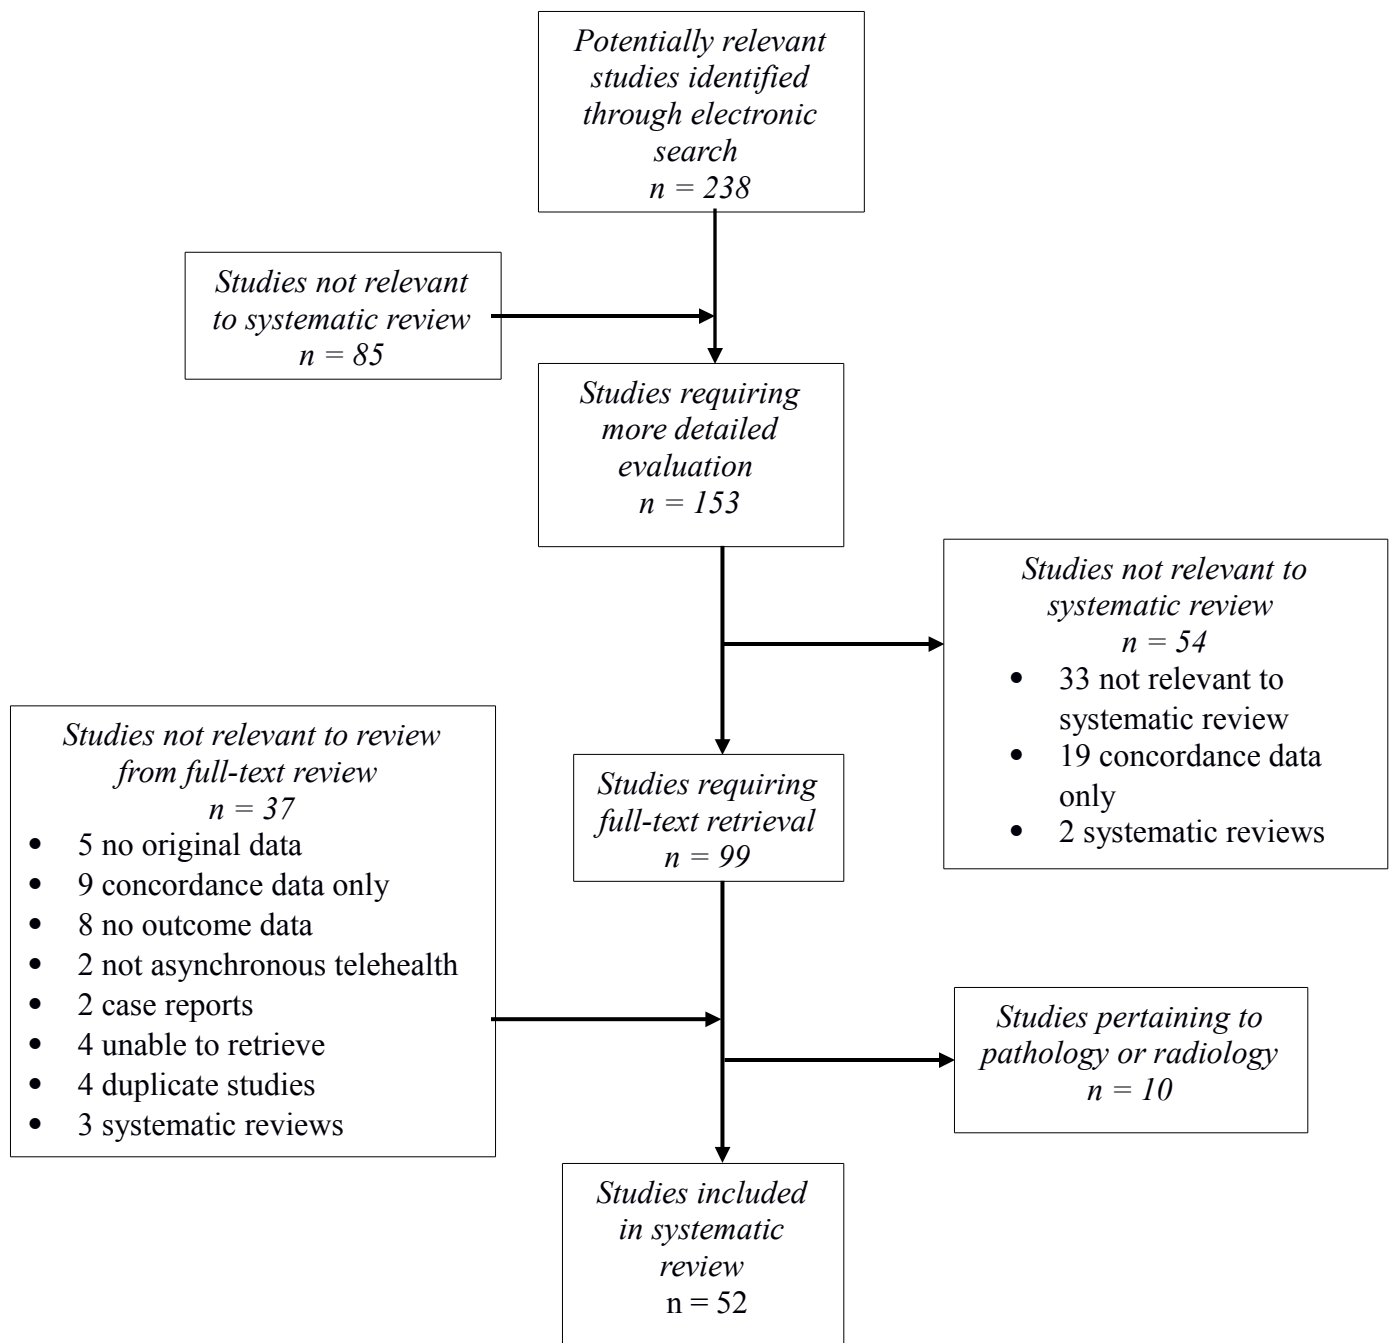 Potentially relevant
studies identified
through electronic
search
n = 238
Studies not relevant
to systematic review
n = 85
Studies requiring
more detailed
evaluation
n = 153
Studies not relevant to
systematic review
n = 54
• 33 not relevant to
systematic review
• 19 concordance data
only
• 2 systematic reviews
Studies not relevant to review
from full-text review
n = 37
• 5 no original data
• 9 concordance data only
• 8 no outcome data
• 2 not asynchronous telehealth
• 2 case reports
• 4 unable to retrieve
• 4 duplicate studies
• 3 systematic reviews
Studies requiring
full-text retrieval
n = 99
Studies pertaining to
pathology or radiology
n = 10
Studies included
in systematic
review
n = 52